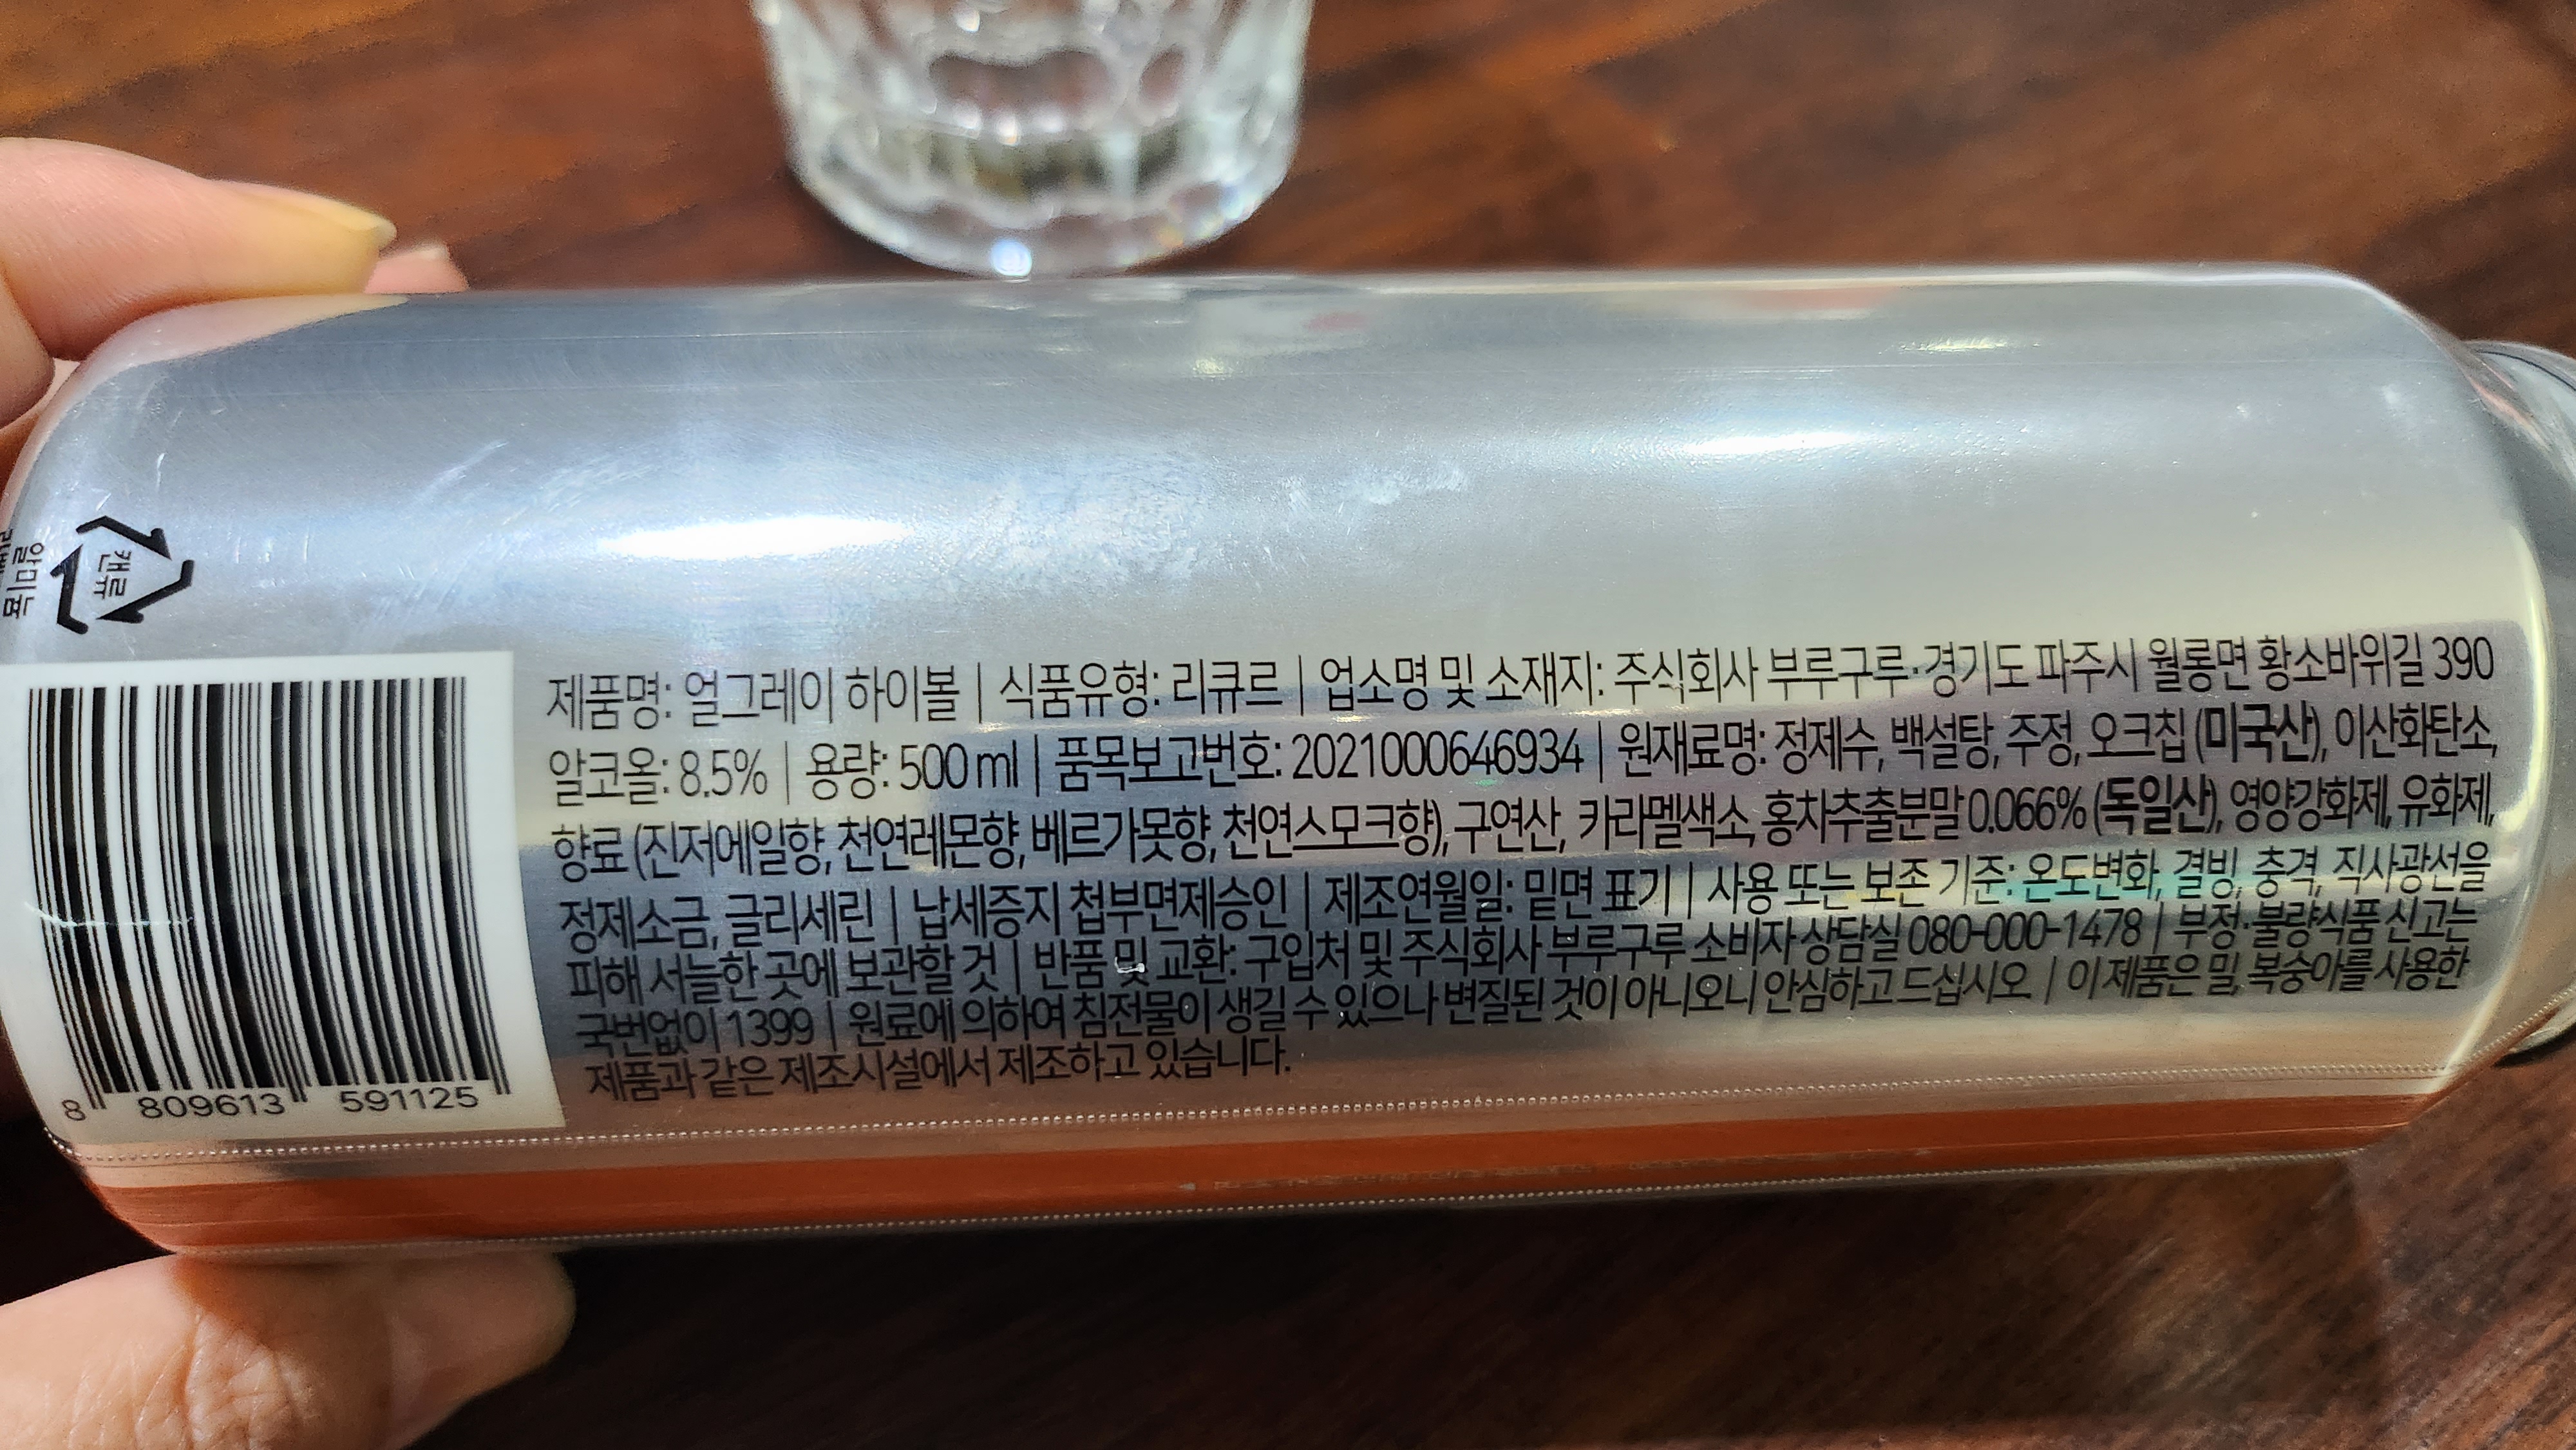 제품명: 얼그레이 하이볼 | 식품유형: 리큐르 | 업소명 및 소재지: 주식회사 부루구루·경기도 파주시 월롱면 황소바위길 390
알코올: 8.5% | 용량: 500ml | 품목보고번호: 2021000646934 | 원재료명: 정제수, 백설탕, 주정, 오크칩 (미국산), 이산화탄소,
향료 (진저에일향, 천연레몬향, 베르가못향, 천연스모크향), 구연산, 카라멜색소, 홍차추출분말 0.066% (독일산), 영양강화제, 유화제,
정제소금, 글리세린 | 납세증지 첩부면제승인 | 제조연월일: 밑면 표기 | 사용 또는 보존 기준: 온도변화, 결빙, 충격, 직사광선을
피해 서늘한 곳에 보관할 것 | 반품 및 교환: 구입처 및 주식회사 부루구루 소비자 상담실 080-000-1478 | 부정·불량식품 신고는
국번없이 1399 | 원료에 의하여 침전물이 생길 수 있으나 변질된 것이 아니오니 안심하고 드십시오. | 이 제품은 밀, 복숭아를 사용한
제품과 같은 제조시설에서 제조하고 있습니다.
8 809613 591125
캔류
알미늄